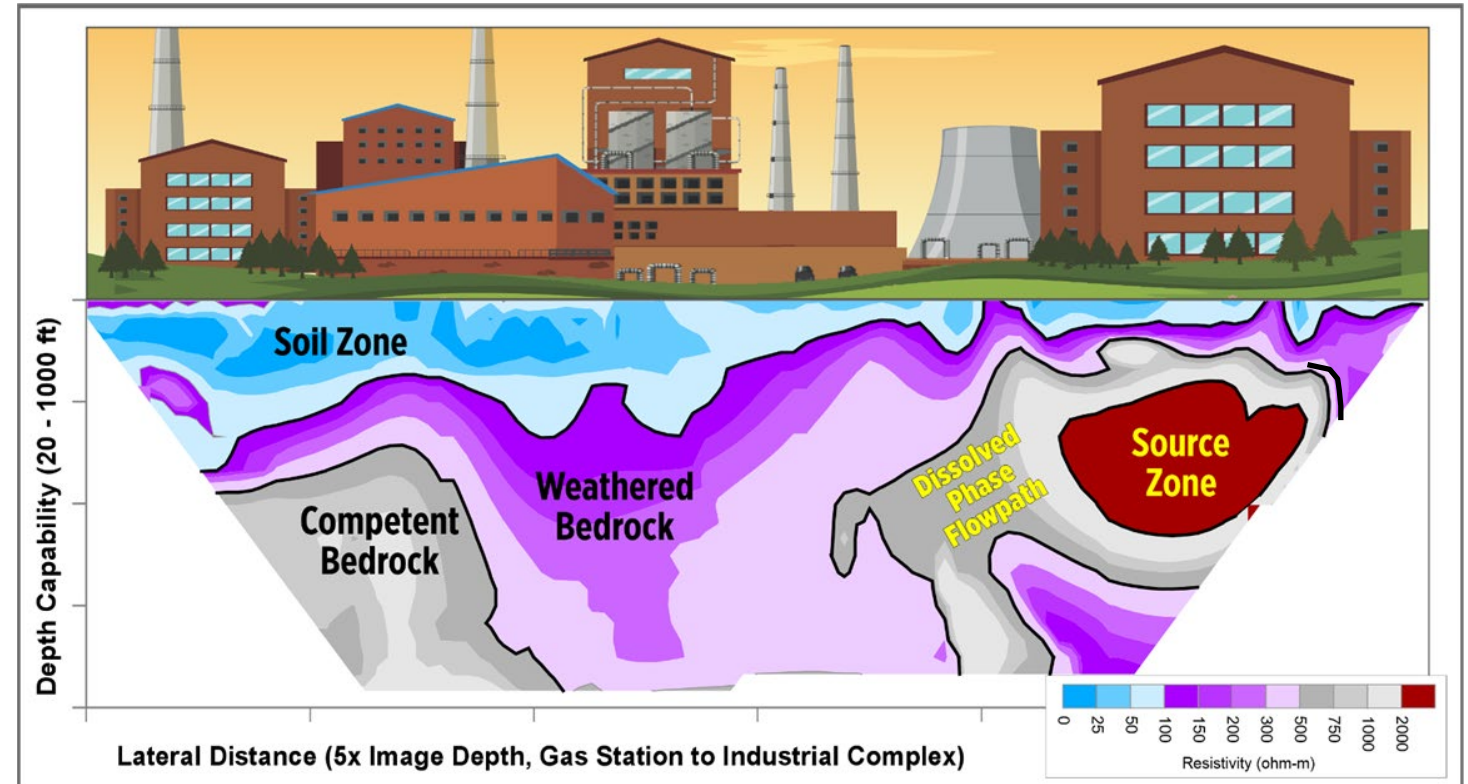 Soil Zone
Competent
Bedrock
Weathered
Bedrock
Dissolved
Phase
Flowpath
Source
Zone
Depth Capability (20 - 1000 ft)
Lateral Distance (5x Image Depth, Gas Station to Industrial Complex)
0 25 50 100 150 200 300 500 750 1000 2000
Resistivity (ohm-m)